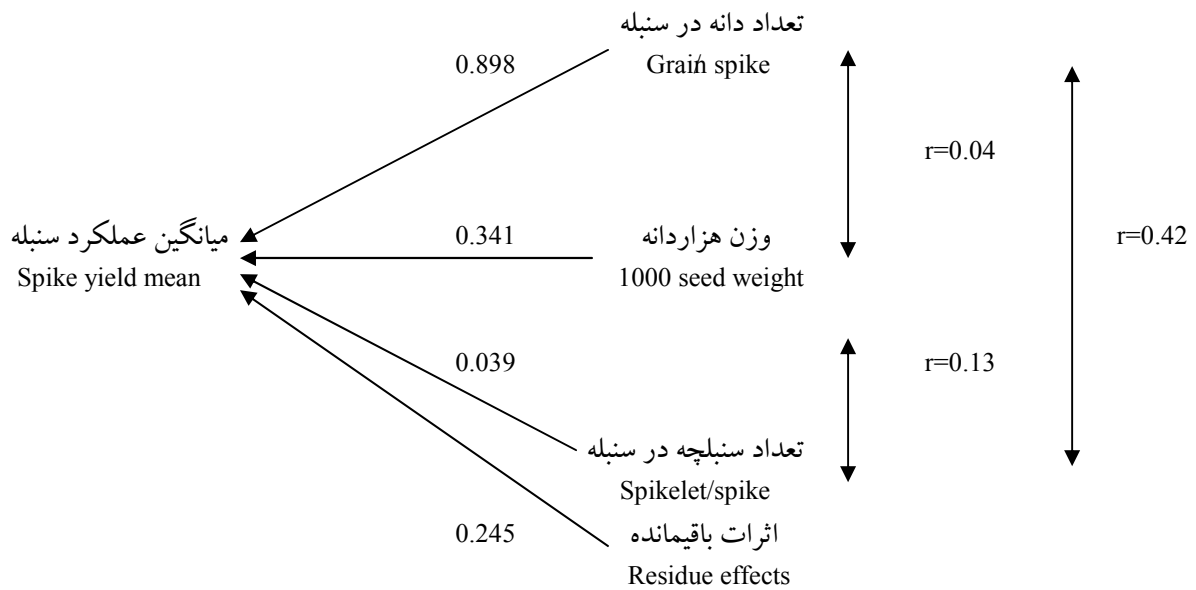 تعداد دانه در سنبله
Grain/ spike
0.898
r=0.04
میانگین عملکرد سنبله
Spike yield mean
0.341
وزن هزاردانه
1000 seed weight
r=0.42
0.039
r=0.13
تعداد سنبلچه در سنبله
Spikelet/spike
0.245
اثرات باقیمانده
Residue effects